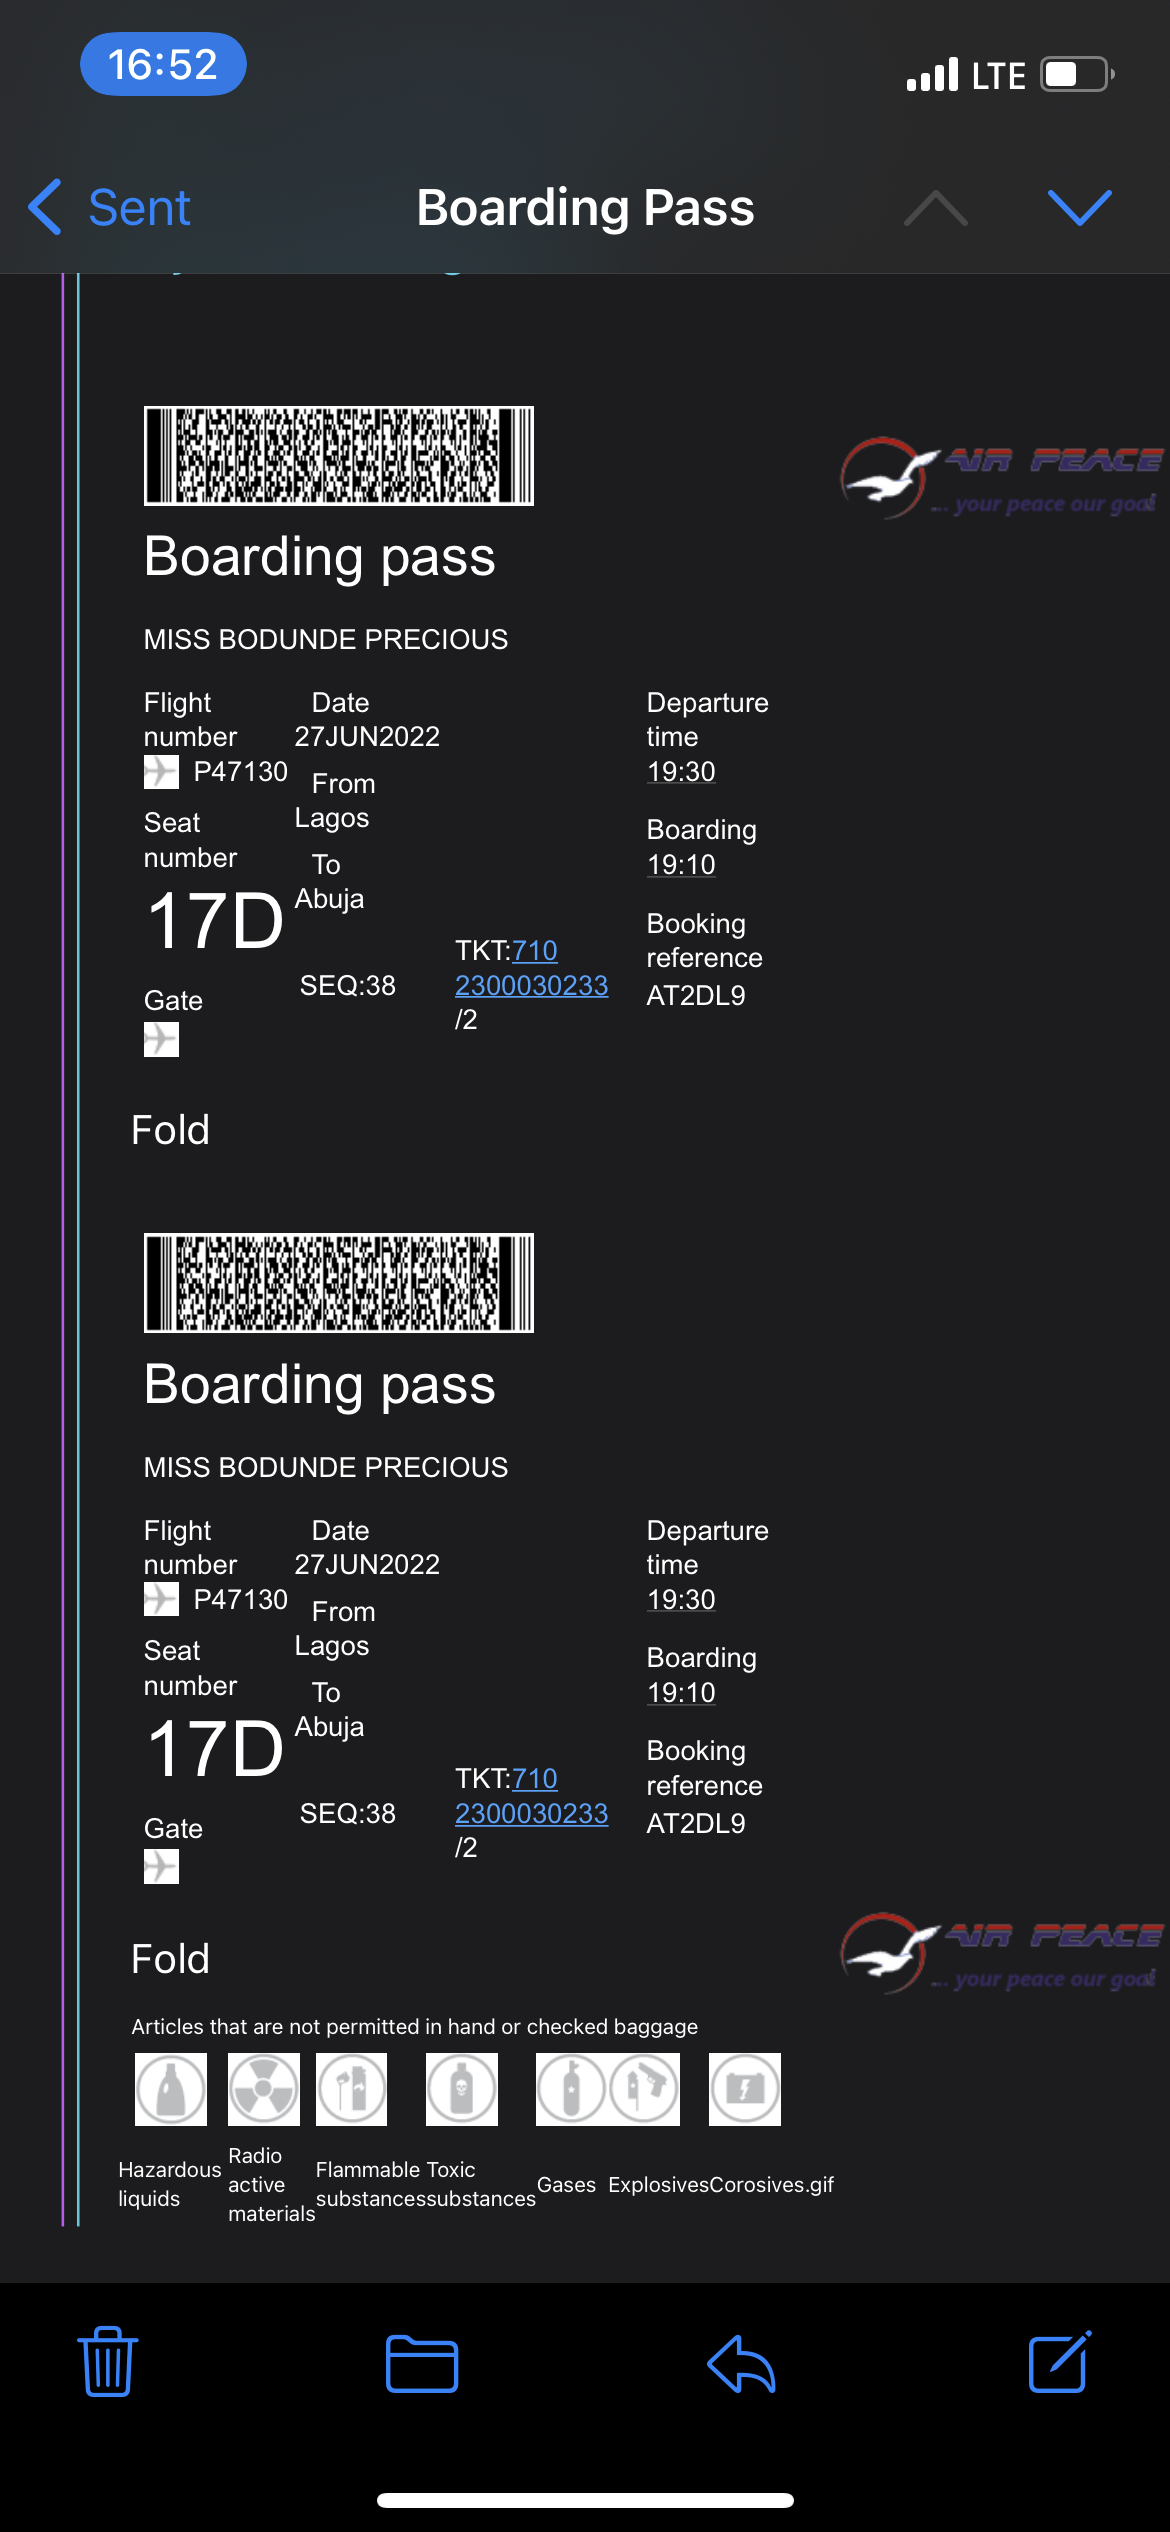 16:52
LTE
Sent
Boarding Pass
AIR PEACE
... your peace our goal
Boarding pass
MISS BODUNDE PRECIOUS
Flight number
P47130
Date
27JUN2022
From
Lagos
To
Abuja
Departure time
19:30
Boarding
19:10
Booking reference
AT2DL9
Seat number
17D
SEQ:38
TKT:710
2300030233
/2
Gate
Fold
Boarding pass
MISS BODUNDE PRECIOUS
Flight number
P47130
Date
27JUN2022
From
Lagos
To
Abuja
Departure time
19:30
Boarding
19:10
Booking reference
AT2DL9
Seat number
17D
SEQ:38
TKT:710
2300030233
/2
Gate
Fold
AIR PEACE
... your peace our goal
Articles that are not permitted in hand or checked baggage
Hazardous liquids
Radio active materials
Flammable substances
Toxic substances
Gases
Explosives
Corosives.gif